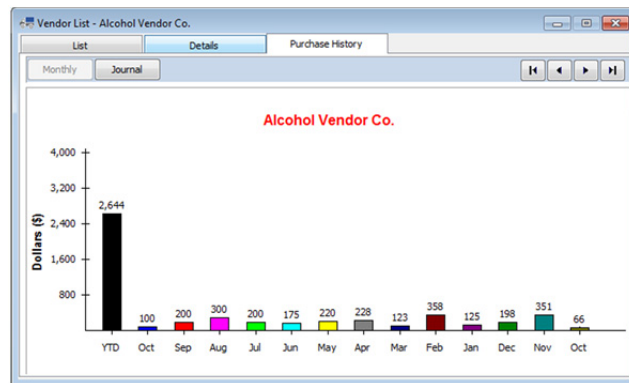 Vendor List - Alcohol Vendor Co.
List Details Purchase History
Monthly Journal
Alcohol Vendor Co.
Dollars ($)
4,000
3,200
2,400
1,600
800
2,644 100 200 300 200 175 220 228 123 358 125 198 351 66
YTD Oct Sep Aug Jul Jun May Apr Mar Feb Jan Dec Nov Oct